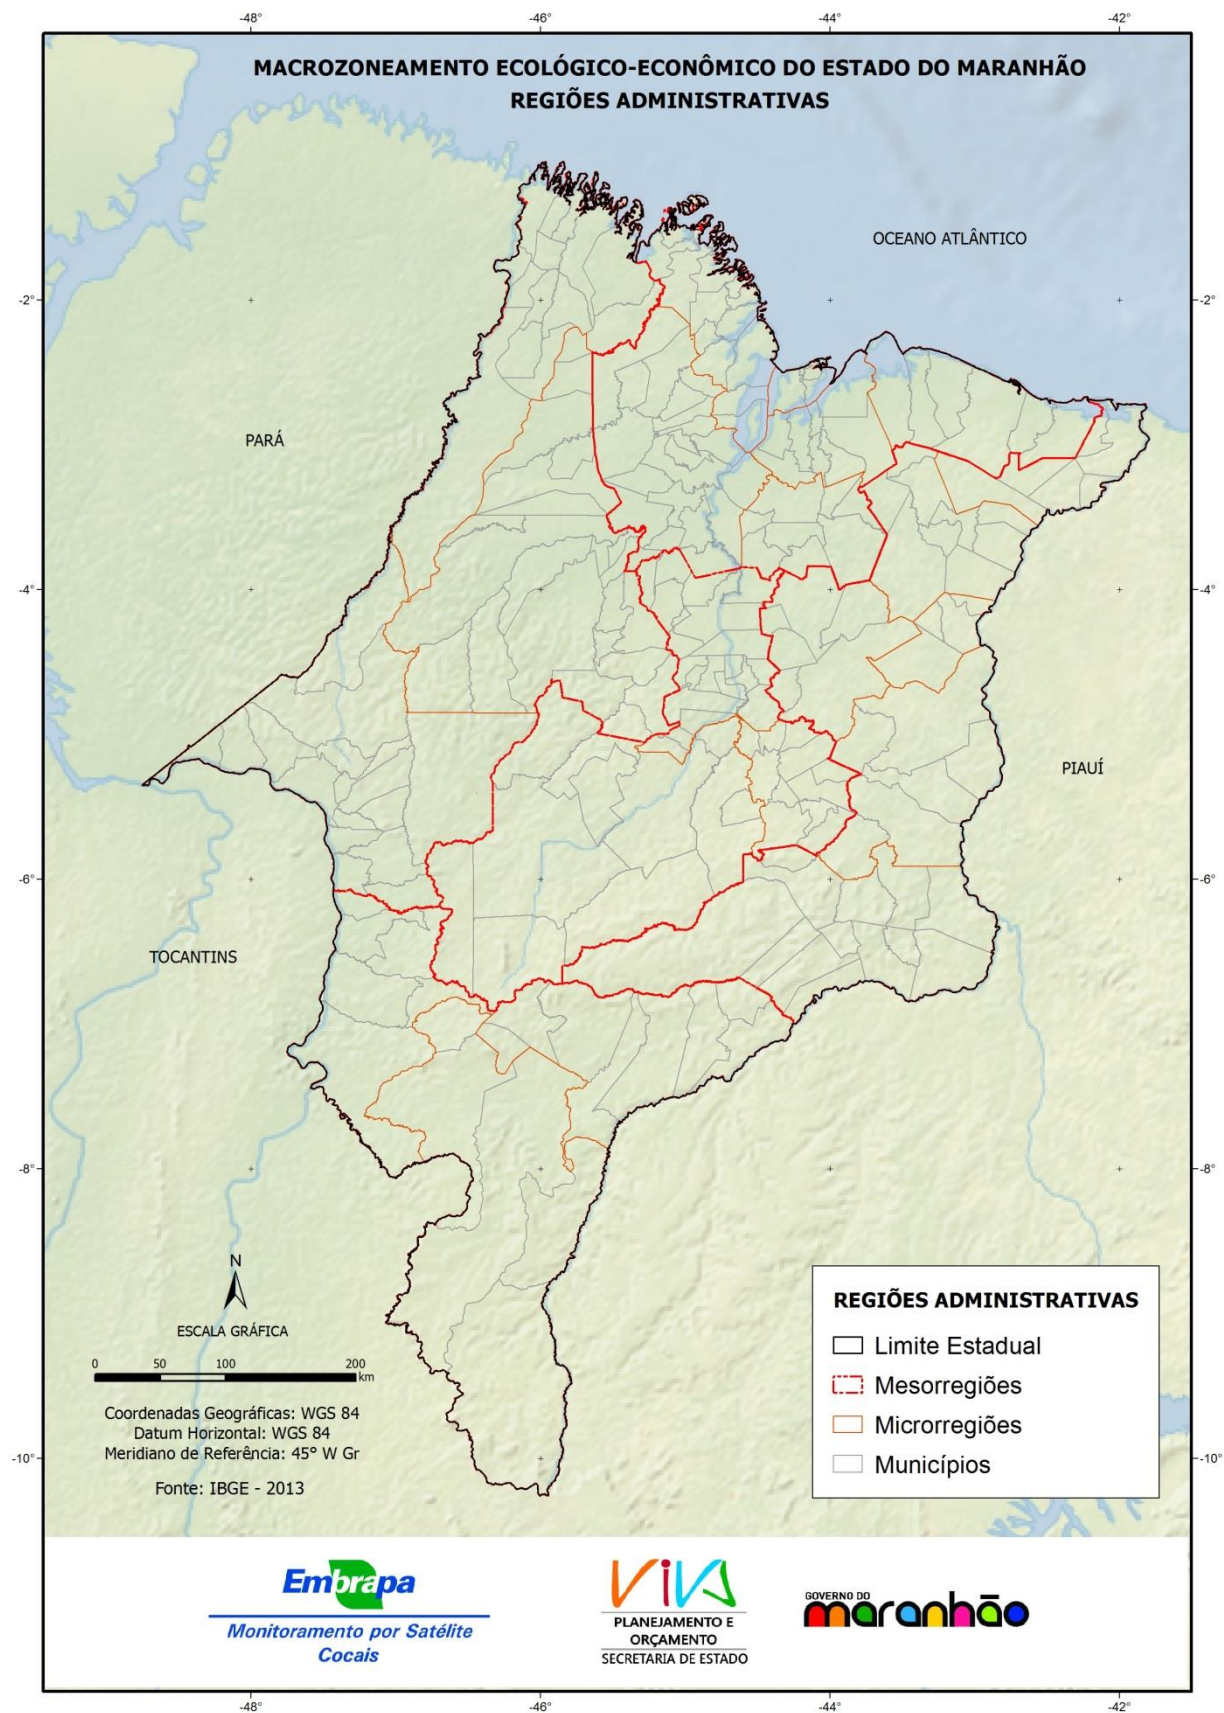 -48°
-46°
-44°
-42°
MACROZONEAMENTO ECOLÓGICO-ECONÔMICO DO ESTADO DO MARANHÃO
REGIÕES ADMINISTRATIVAS
OCEANO ATLÂNTICO
-2°
-2°
PARÁ
-4°
-4°
PIAUÍ
-6°
-6°
TOCANTINS
-8°
-8°
N
ESCALA GRÁFICA
0 50 100 200
km
Coordenadas Geográficas: WGS 84
Datum Horizontal: WGS 84
Meridiano de Referência: 45° W Gr
Fonte: IBGE - 2013
REGIÕES ADMINISTRATIVAS
Limite Estadual
Mesorregiões
Microrregiões
Municípios
-10°
-10°
Embrapa
Monitoramento por Satélite
Cocais
VIVA
PLANEJAMENTO E
ORÇAMENTO
SECRETARIA DE ESTADO
GOVERNO DO
maranhão
-48°
-46°
-44°
-42°